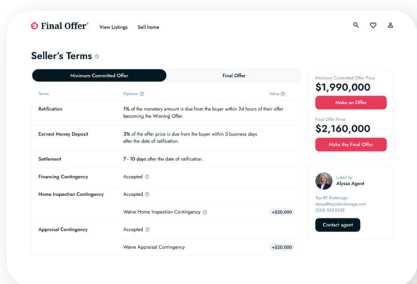 Final Offer
View Listings
Sell home
Seller's Terms
Minimum Committed Offer
Final Offer
Terms
Options
Value
Ratification
1% of the monetary amount is due from the buyer within 24 hours of their offer
becoming the Winning Offer.
Earnest Money Deposit
3% of the offer price is due from the buyer within 5 business days
after the date of ratification.
Settlement
7 - 10 days after the date of ratification.
Financing Contingency
Accepted
Home Inspection Contingency
Accepted
Waive Home Inspection Contingency
+$20,000
Appraisal Contingency
Accepted
Waive Appraisal Contingency
+$20,000
Minimum Committed Offer Price
$1,990,000
Make an Offer
Final Offer Price
$2,160,000
Make the Final Offer
Listed by
Alyssa Agent
Top RE Brokerage
(555) 555-5555
Contact agent